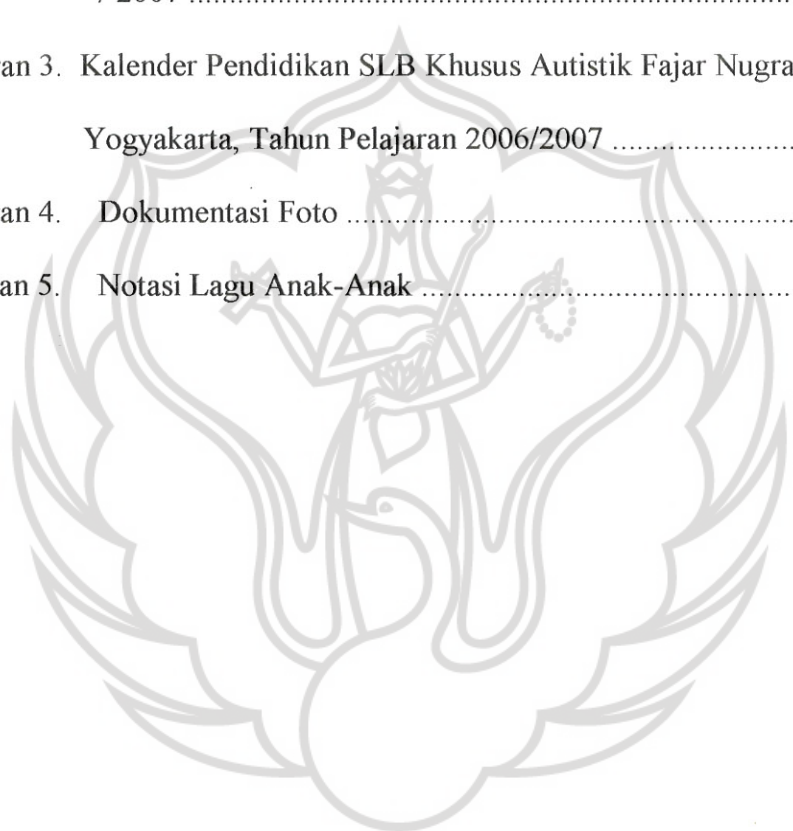 / 2007 ......................................................................
ran 3. Kalender Pendidikan SLB Khusus Autistik Fajar Nugra
Yogyakarta, Tahun Pelajaran 2006/2007 ......................
an 4. Dokumentasi Foto ......................................................
an 5. Notasi Lagu Anak-Anak .............................................